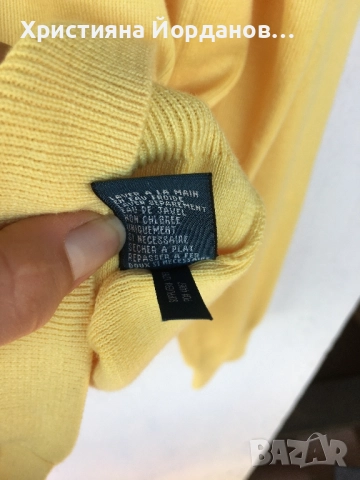 Християна Йорданов...
LAVER A LA MAIN
EN EAU FROIDE
LAVER SEPAREMENT
EAU DE JAVEL
NON CHLOREE
UNIQUEMENT
SI NECESSAIRE
SECHER A PLAT
REPASSER A FER
DOUX SI NECESSAIRE
BAZAR